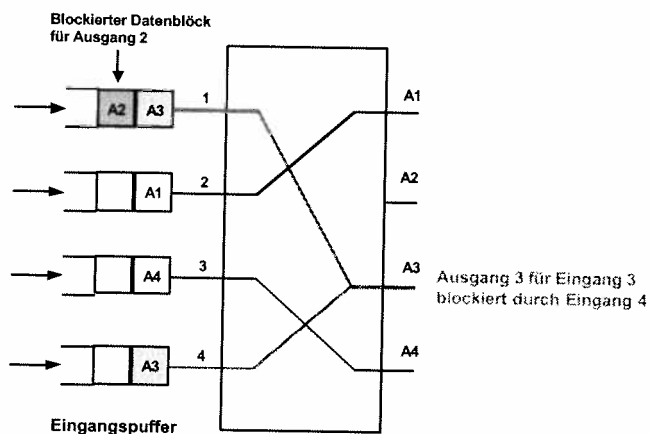 Blockierter Datenblöck
für Ausgang 2
A2 A3 1
A1
A1 2
A2
A4 3
A3
Ausgang 3 für Eingang 3
blockiert durch Eingang 4
A3 4
A4
Eingangspuffer